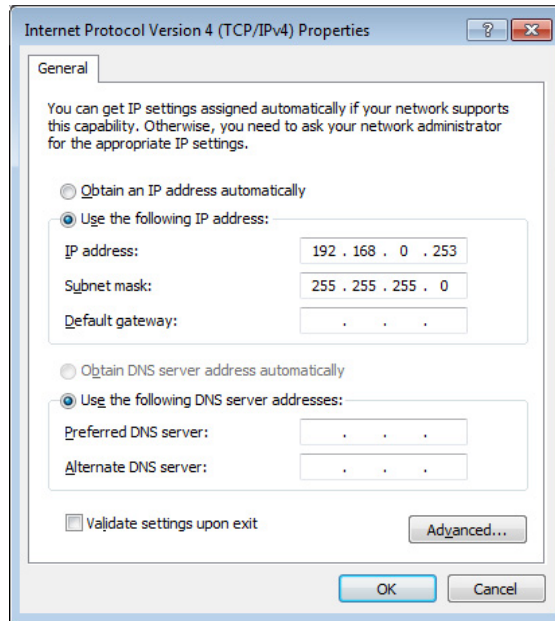 Internet Protocol Version 4 (TCP/IPv4) Properties
General
You can get IP settings assigned automatically if your network supports
this capability. Otherwise, you need to ask your network administrator
for the appropriate IP settings.
Obtain an IP address automatically
Use the following IP address:
IP address: 192 . 168 . 0 . 253
Subnet mask: 255 . 255 . 255 . 0
Default gateway: . . .
Obtain DNS server address automatically
Use the following DNS server addresses:
Preferred DNS server: . . .
Alternate DNS server: . . .
Validate settings upon exit
Advanced...
OK Cancel